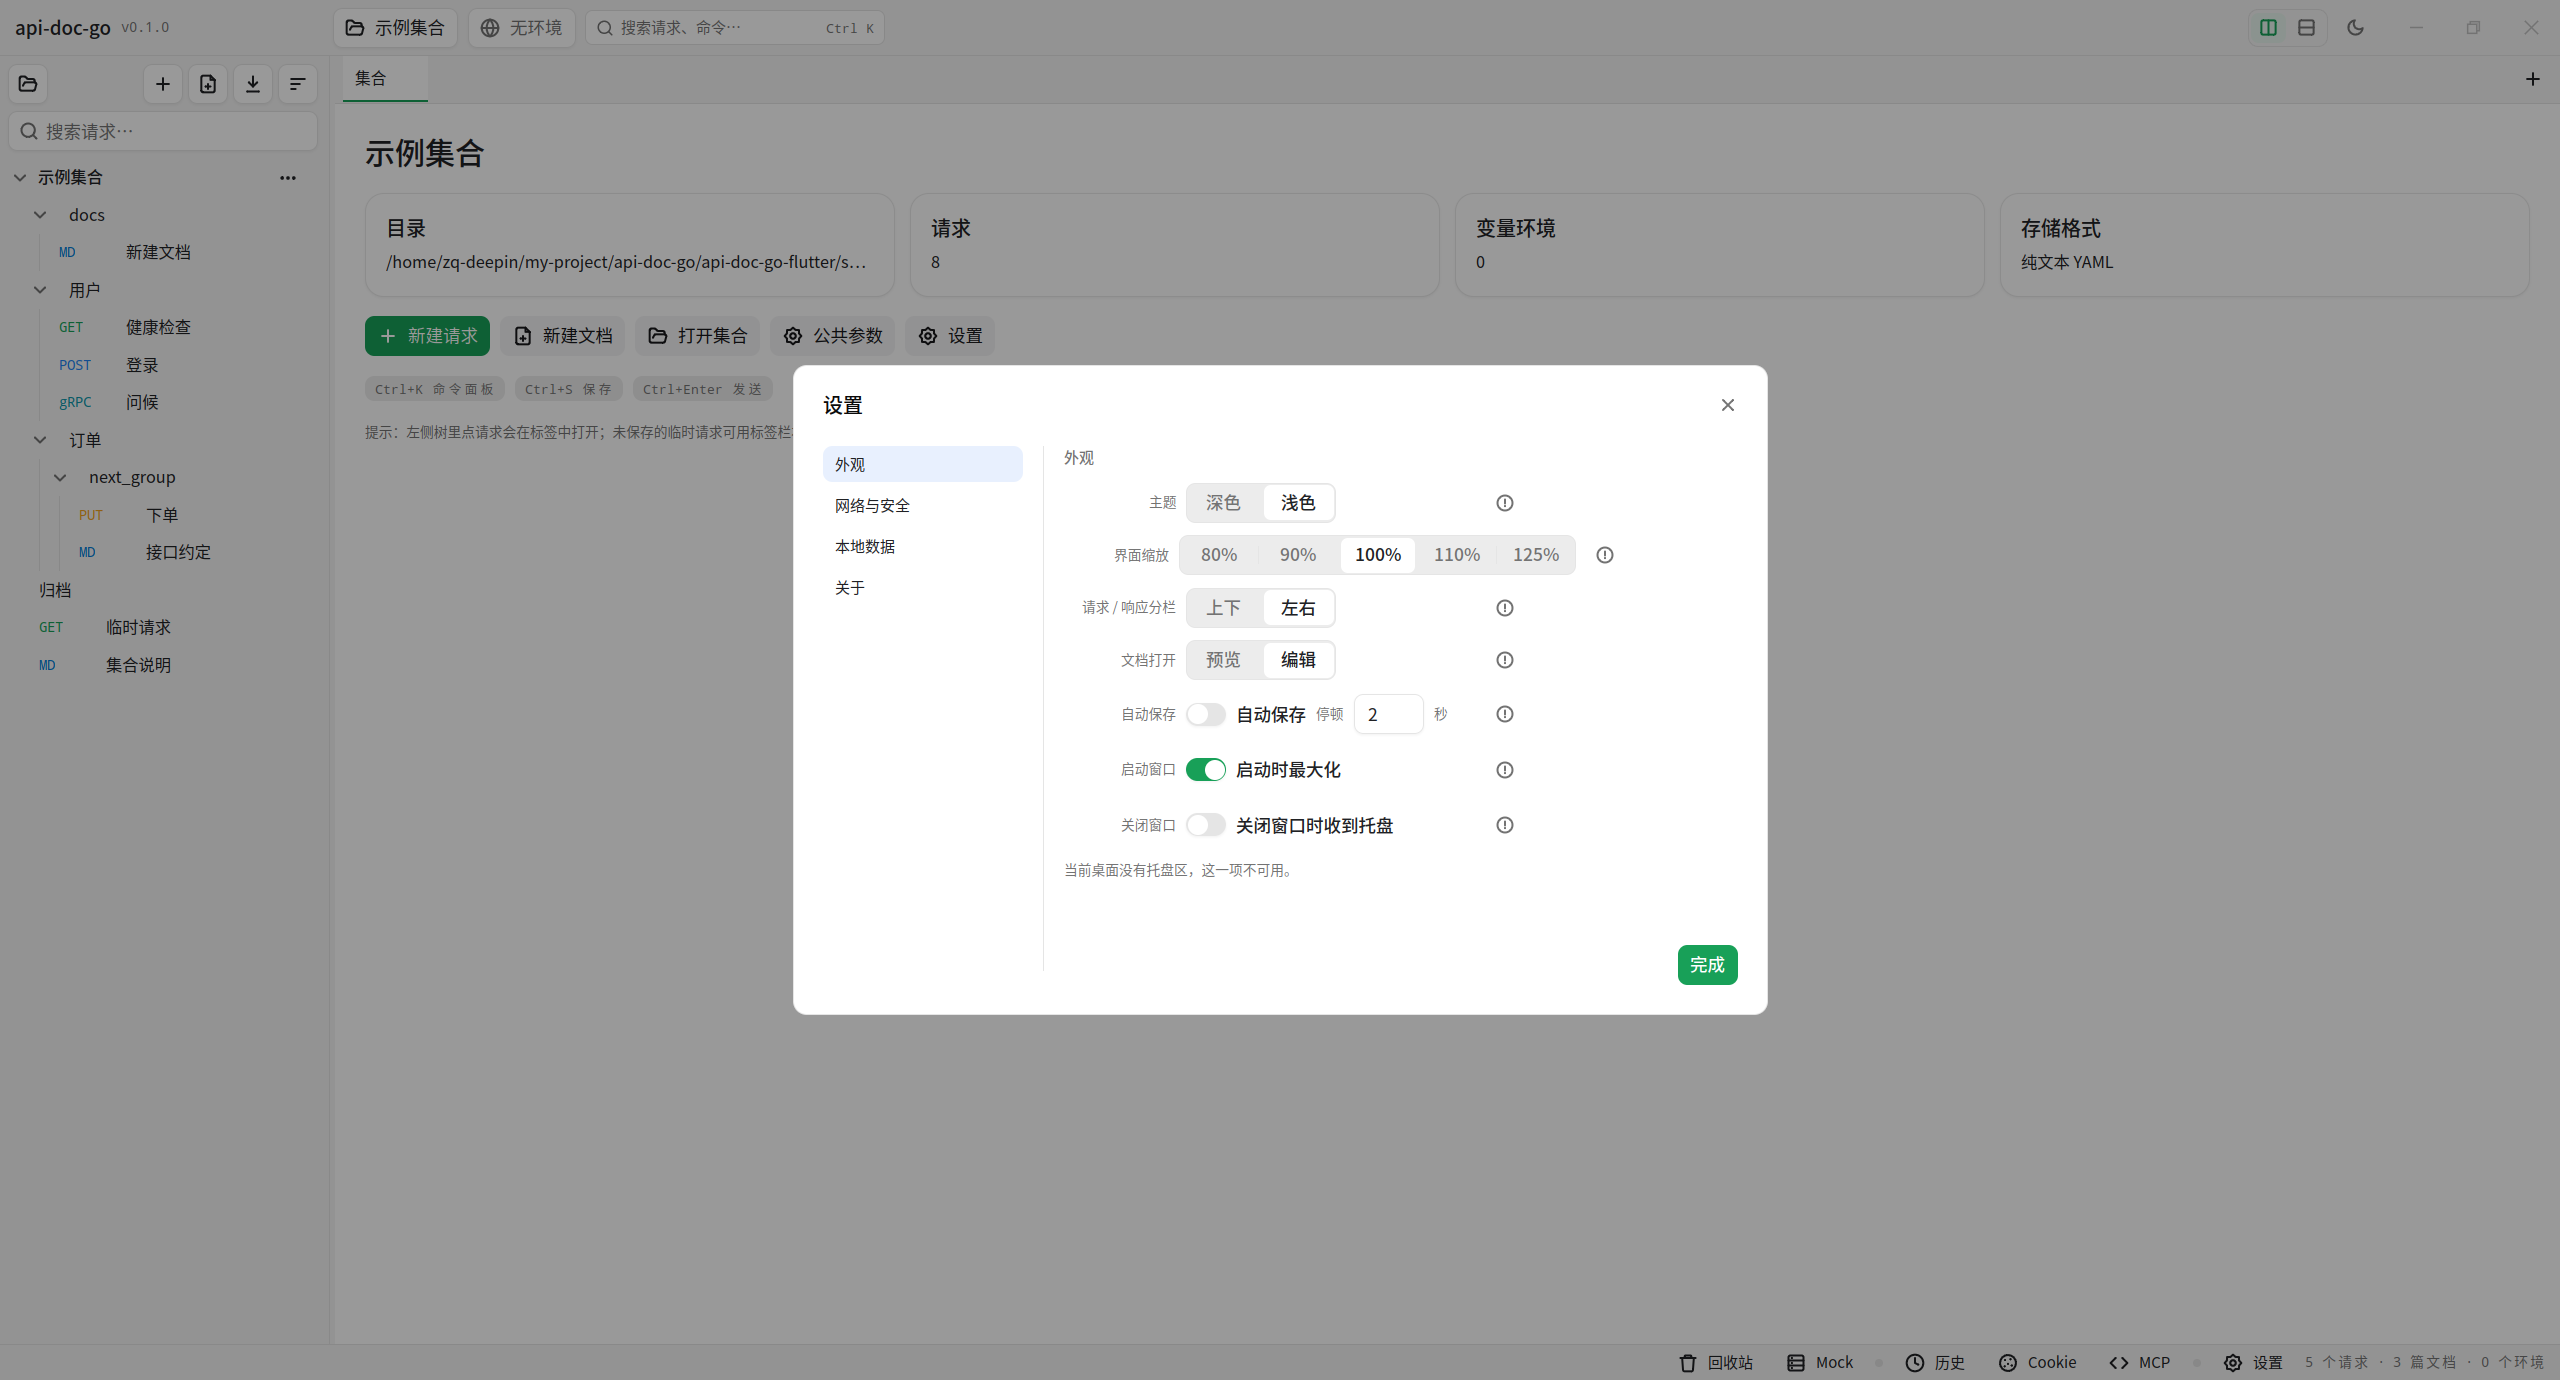 api-doc-go v0.1.0 示例集合 无环境 搜索请求、命令… Ctrl K
集合
搜索请求…
示例集合
docs
MD 新建文档
用户
GET 健康检查
POST 登录
gRPC 问候
订单
next_group
PUT 下单
MD 接口约定
归档
GET 临时请求
MD 集合说明
示例集合
目录
/home/zq-deepin/my-project/api-doc-go/api-doc-go-flutter/s...
请求
8
变量环境
0
存储格式
纯文本 YAML
新建请求 新建文档 打开集合 公共参数 设置
Ctrl+K 命令面板 Ctrl+S 保存 Ctrl+Enter 发送
提示：左侧树里点请求会在标签中打开；未保存的临时请求可用标签栏
设置
外观
网络与安全
本地数据
关于
外观
主题 深色 浅色
界面缩放 80% 90% 100% 110% 125%
请求 / 响应分栏 上下 左右
文档打开 预览 编辑
自动保存 自动保存 停顿 2 秒
启动窗口 启动时最大化
关闭窗口 关闭窗口时收到托盘
当前桌面没有托盘区，这一项不可用。
完成
回收站 Mock 历史 Cookie MCP 设置 5 个请求 · 3 篇文档 · 0 个环境